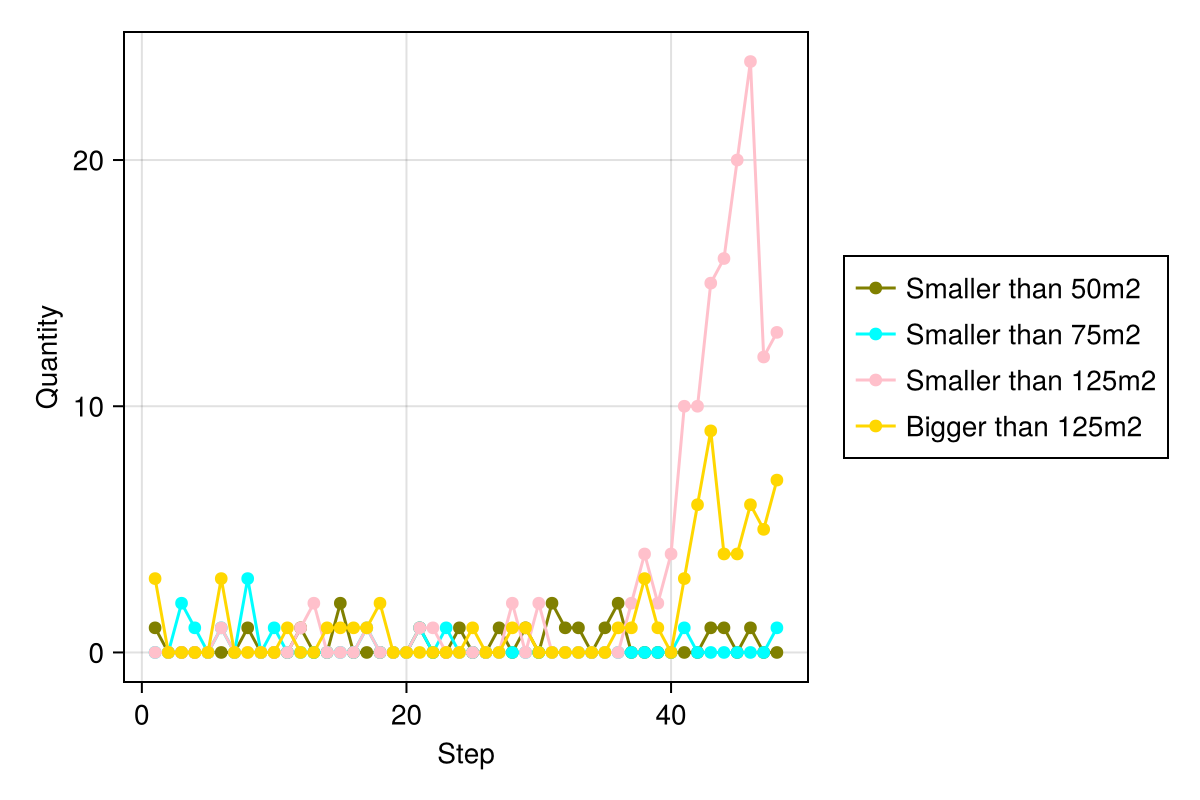 20
10
0
Quantity
0
20
40
Step
Smaller than 50m2
Smaller than 75m2
Smaller than 125m2
Bigger than 125m2